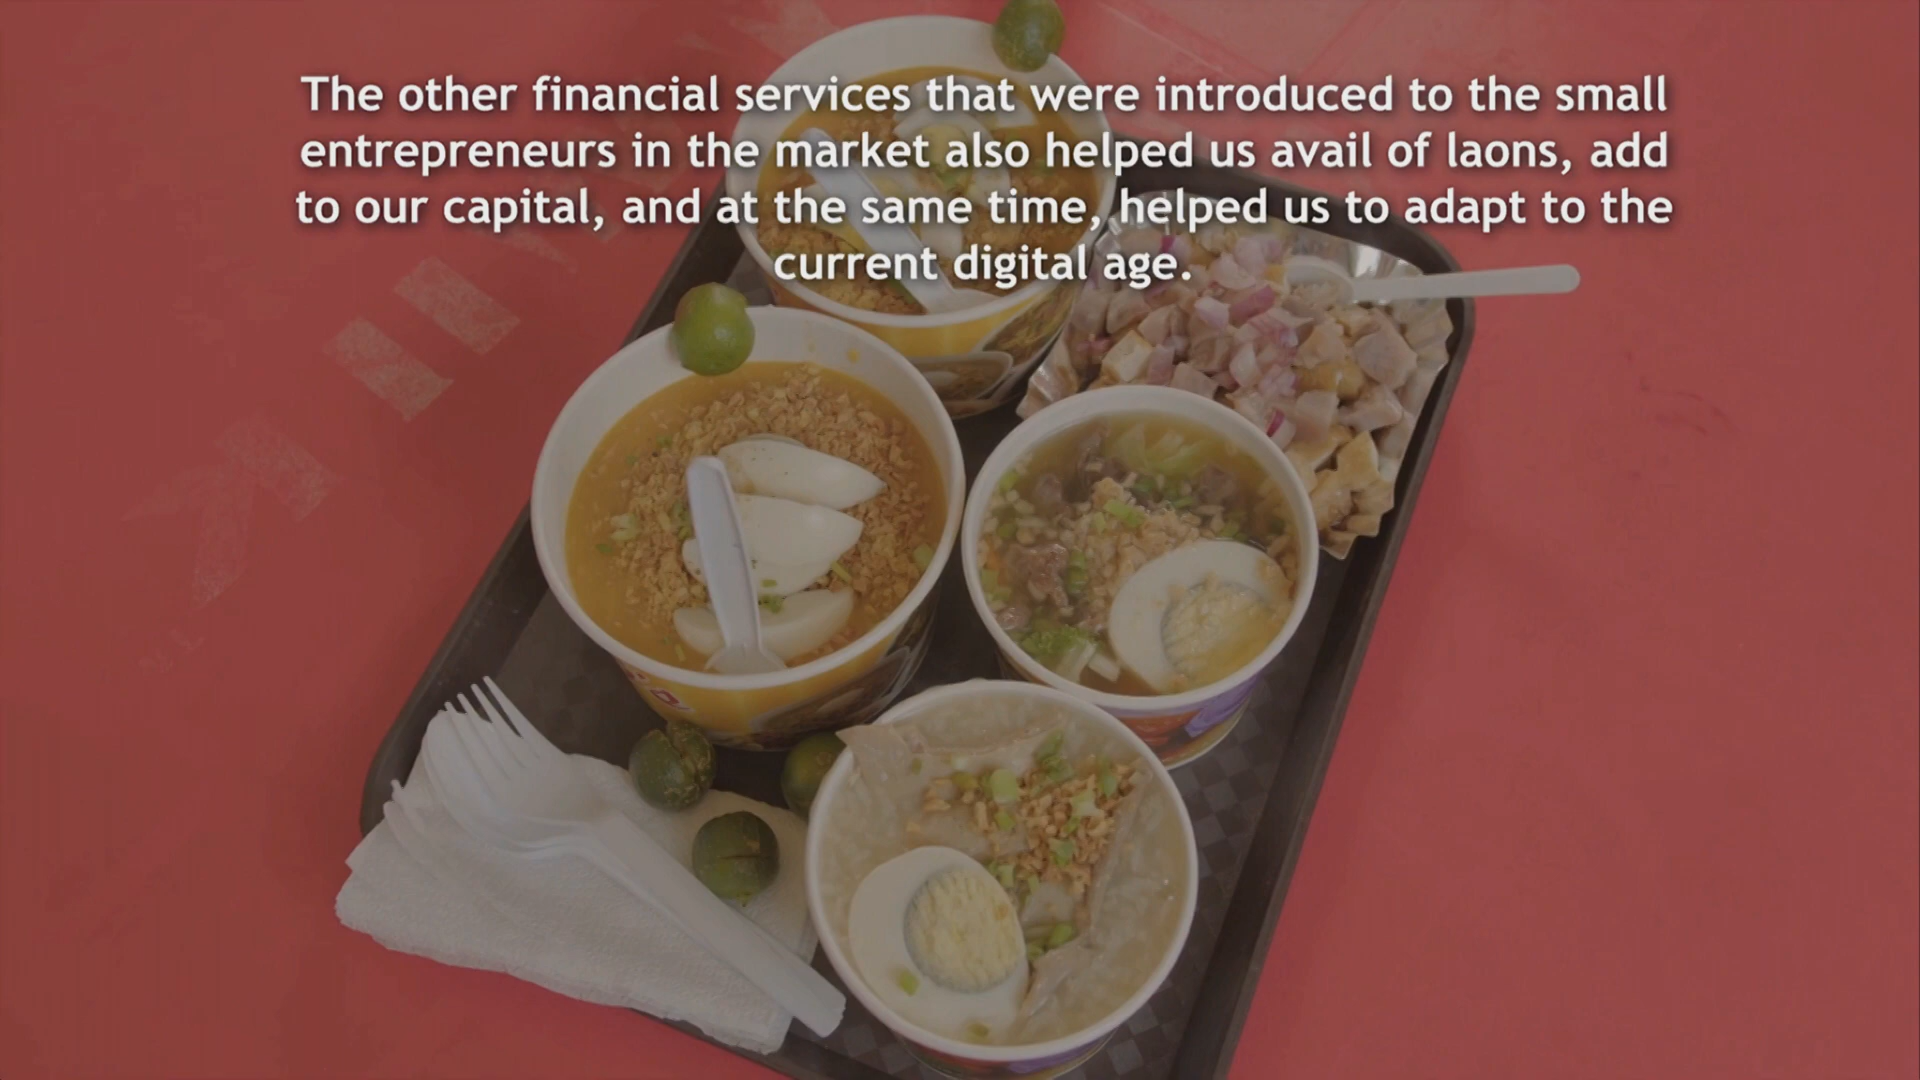 The other financial services that were introduced to the small
entrepreneurs in the market also helped us avail of laons, add
to our capital, and at the same time, helped us to adapt to the
current digital age.